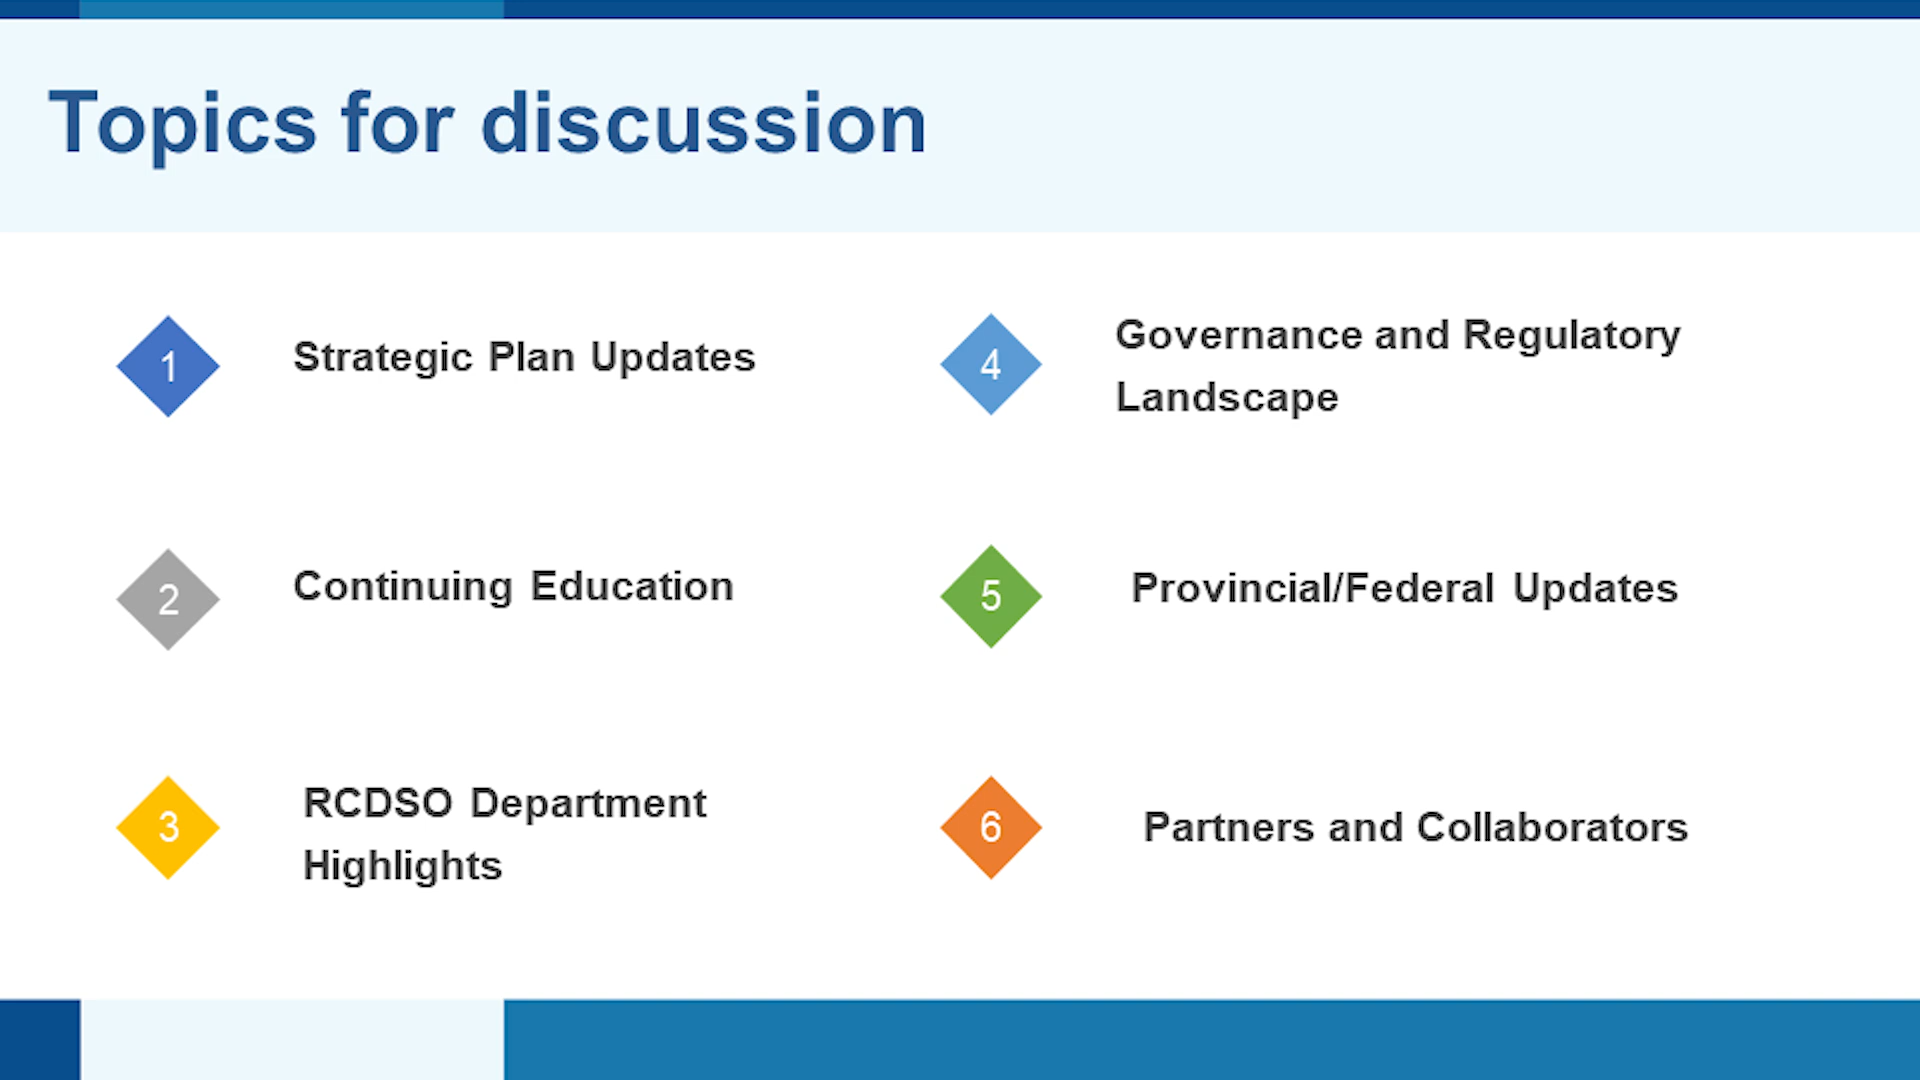 Topics for discussion
1
Strategic Plan Updates
2
Continuing Education
3
RCDSO Department
Highlights
4
Governance and Regulatory
Landscape
5
Provincial/Federal Updates
6
Partners and Collaborators